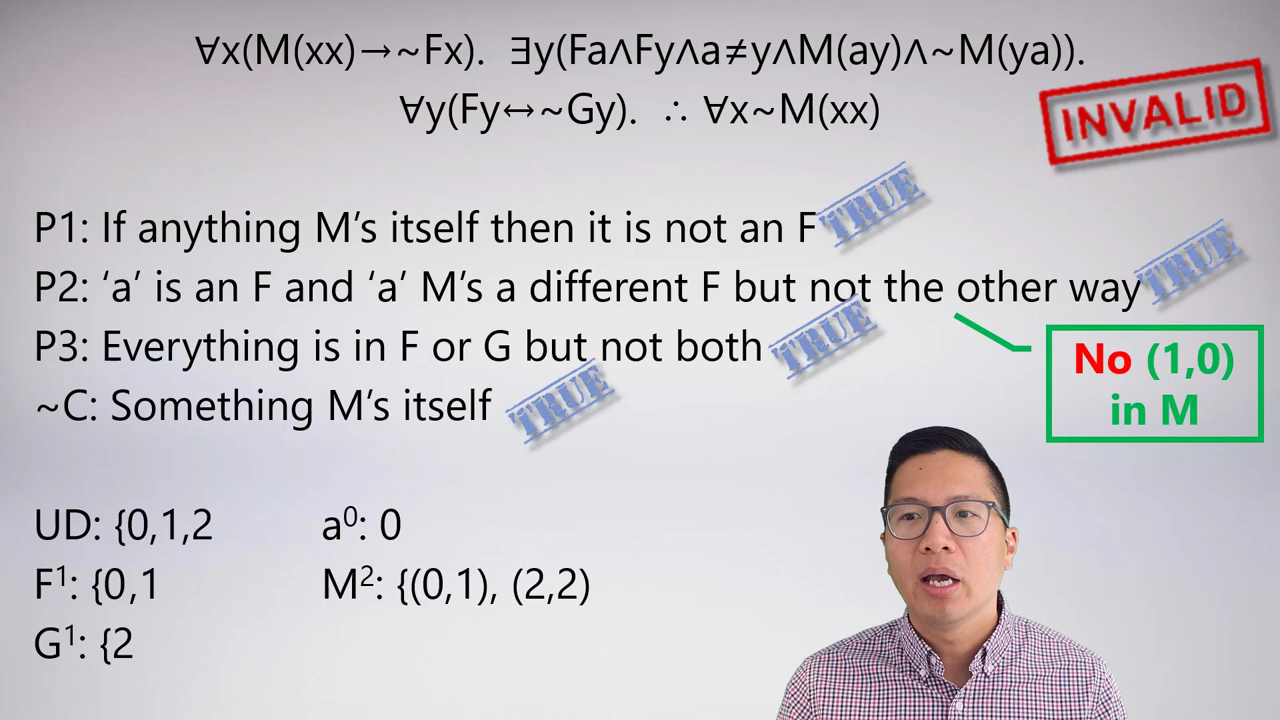 ∀x(M(xx)→~Fx). ∃y(Fa∧Fy∧a≠y∧M(ay)∧~M(ya)).
∀y(Fy↔~Gy). ∴ ∀x~M(xx)
INVALID
P1: If anything M’s itself then it is not an F
TRUE
P2: ‘a’ is an F and ‘a’ M’s a different F but not the other way
TRUE
P3: Everything is in F or G but not both
TRUE
~C: Something M’s itself
TRUE
No (1,0)
in M
UD: {0,1,2
a⁰: 0
F¹: {0,1
M²: {(0,1), (2,2)
G¹: {2